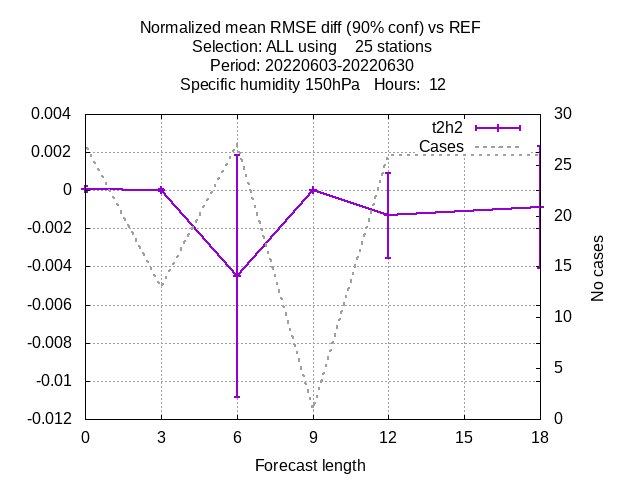 Normalized mean RMSE diff (90% conf) vs REF
Selection: ALL using    25 stations
Period: 20220603-20220630
Specific humidity 150hPa   Hours:  12
0.004
0.002
0
-0.002
-0.004
-0.006
-0.008
-0.01
-0.012
t2h2
Cases
30
25
20
15
10
5
0
No cases
0 3 6 9 12 15 18
Forecast length